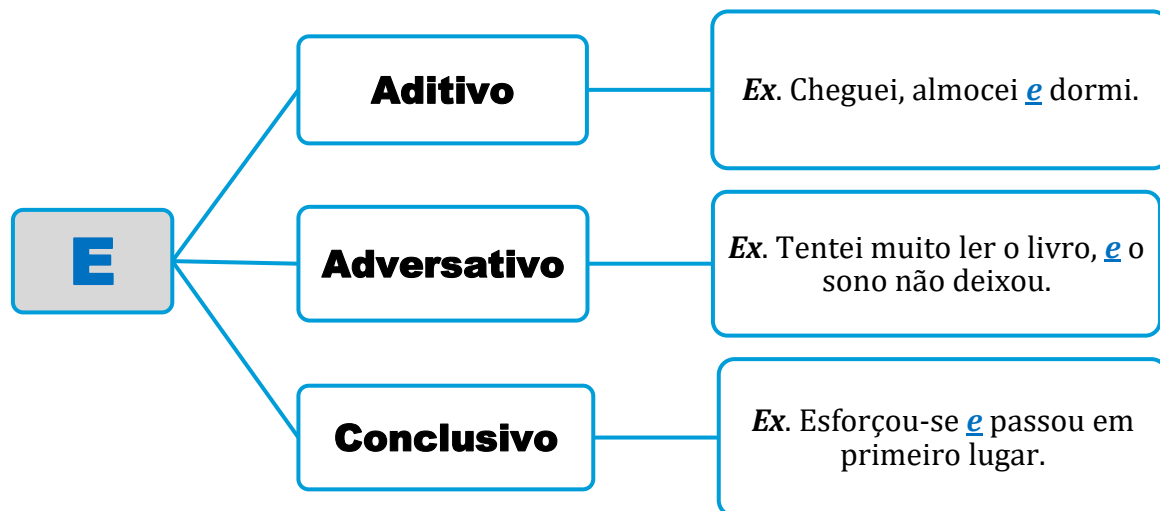 E
Aditivo
Ex. Cheguei, almocei e dormi.
Adversativo
Ex. Tentei muito ler o livro, e o
sono não deixou.
Conclusivo
Ex. Esforçou-se e passou em
primeiro lugar.